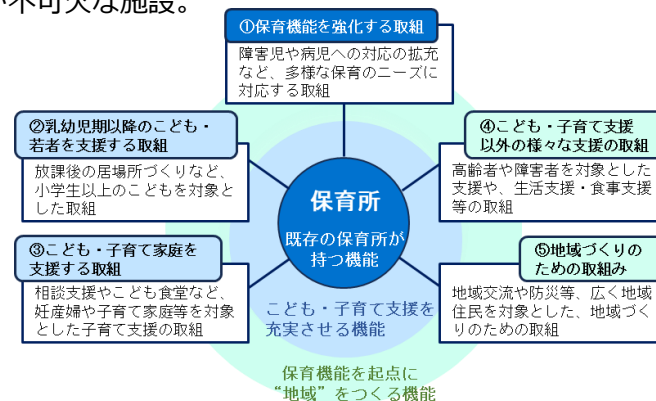 不可欠な施設。
①保育機能を強化する取組
障害児や病児への対応の拡充
など、多様な保育のニーズに
対応する取組
②乳幼児期以降のこども・
若者を支援する取組
放課後の居場所づくりなど、
小学生以上のこどもを対象と
した取組
③こども・子育て家庭を
支援する取組
相談支援やこども食堂など、
妊産婦や子育て家庭等を対象
とした子育て支援の取組
保育所
既存の保育所が
持つ機能
④こども・子育て支援
以外の様々な支援の取組
高齢者や障害者を対象とした
支援や、生活支援・食事支援
等の取組
⑤地域づくりの
ための取組み
地域交流や防災等、広く地域
住民を対象とした、地域づく
りのための取組
こども・子育て支援を
充実させる機能
保育機能を起点に
“地域”をつくる機能